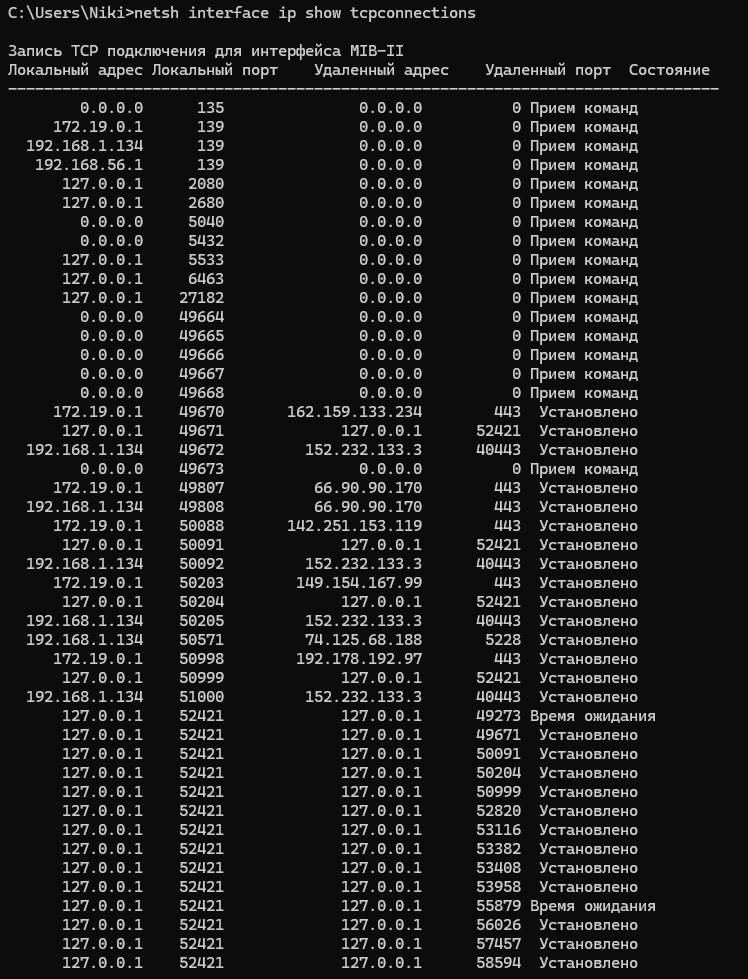 C:\Users\Niki>netsh interface ip show tcpconnections
Запись TCP подключения для интерфейса MIB-II
Локальный адрес Локальный порт Удаленный адрес Удаленный порт Состояние
-------------------------------------------------------------------------------
0.0.0.0 135 0.0.0.0 0 Прием команд
172.19.0.1 139 0.0.0.0 0 Прием команд
192.168.1.134 139 0.0.0.0 0 Прием команд
192.168.56.1 139 0.0.0.0 0 Прием команд
127.0.0.1 2080 0.0.0.0 0 Прием команд
127.0.0.1 2680 0.0.0.0 0 Прием команд
0.0.0.0 5040 0.0.0.0 0 Прием команд
0.0.0.0 5432 0.0.0.0 0 Прием команд
127.0.0.1 5533 0.0.0.0 0 Прием команд
127.0.0.1 6463 0.0.0.0 0 Прием команд
127.0.0.1 27182 0.0.0.0 0 Прием команд
0.0.0.0 49664 0.0.0.0 0 Прием команд
0.0.0.0 49665 0.0.0.0 0 Прием команд
0.0.0.0 49666 0.0.0.0 0 Прием команд
0.0.0.0 49667 0.0.0.0 0 Прием команд
0.0.0.0 49668 0.0.0.0 0 Прием команд
172.19.0.1 49670 162.159.133.234 443 Установлено
127.0.0.1 49671 127.0.0.1 52421 Установлено
192.168.1.134 49672 152.232.133.3 40443 Установлено
0.0.0.0 49673 0.0.0.0 0 Прием команд
172.19.0.1 49807 66.90.90.170 443 Установлено
192.168.1.134 49808 66.90.90.170 443 Установлено
172.19.0.1 50088 142.251.153.119 443 Установлено
127.0.0.1 50091 127.0.0.1 52421 Установлено
192.168.1.134 50092 152.232.133.3 40443 Установлено
172.19.0.1 50203 149.154.167.99 443 Установлено
127.0.0.1 50204 127.0.0.1 52421 Установлено
192.168.1.134 50205 152.232.133.3 40443 Установлено
192.168.1.134 50571 74.125.68.188 5228 Установлено
172.19.0.1 50998 192.178.192.97 443 Установлено
127.0.0.1 50999 127.0.0.1 52421 Установлено
192.168.1.134 51000 152.232.133.3 40443 Установлено
127.0.0.1 52421 127.0.0.1 49273 Время ожидания
127.0.0.1 52421 127.0.0.1 49671 Установлено
127.0.0.1 52421 127.0.0.1 50091 Установлено
127.0.0.1 52421 127.0.0.1 50204 Установлено
127.0.0.1 52421 127.0.0.1 50999 Установлено
127.0.0.1 52421 127.0.0.1 52820 Установлено
127.0.0.1 52421 127.0.0.1 53116 Установлено
127.0.0.1 52421 127.0.0.1 53382 Установлено
127.0.0.1 52421 127.0.0.1 53408 Установлено
127.0.0.1 52421 127.0.0.1 53958 Установлено
127.0.0.1 52421 127.0.0.1 55879 Время ожидания
127.0.0.1 52421 127.0.0.1 56026 Установлено
127.0.0.1 52421 127.0.0.1 57457 Установлено
127.0.0.1 52421 127.0.0.1 58594 Установлено